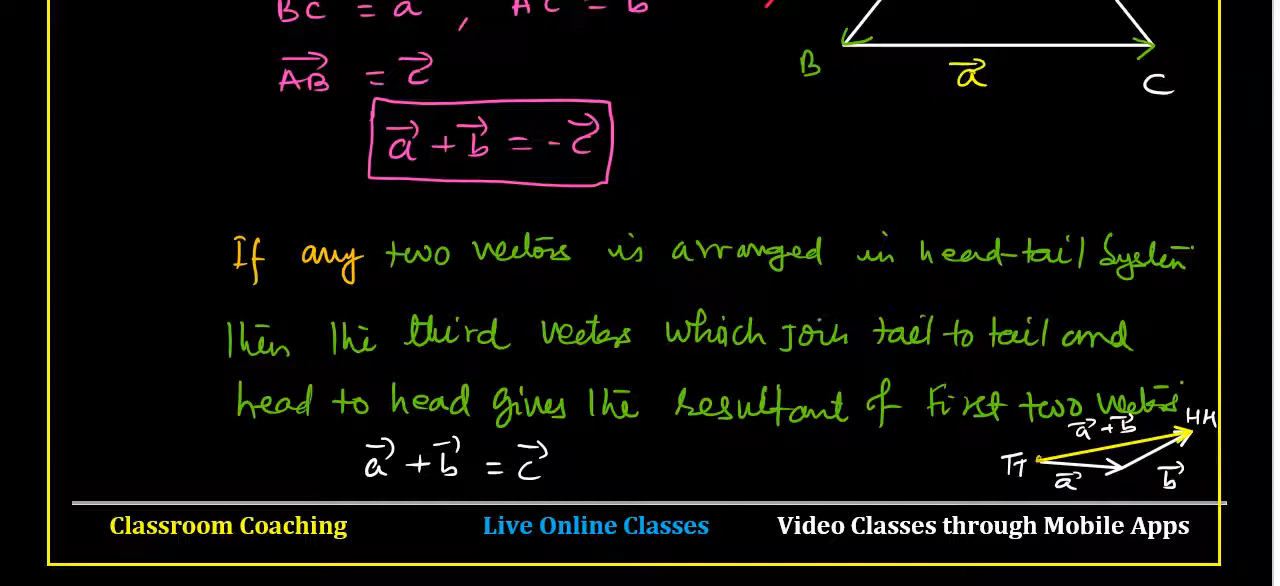 BC = a , AC = b
B
AB = c
a
C
a + b = - c
If any two vectors is arranged in head-tail System
Then the third vectors which join tail to tail and
head to head gives the resultant of First two vectors
a + b
HH
a + b = c
TT
a
b
Classroom Coaching Live Online Classes Video Classes through Mobile Apps